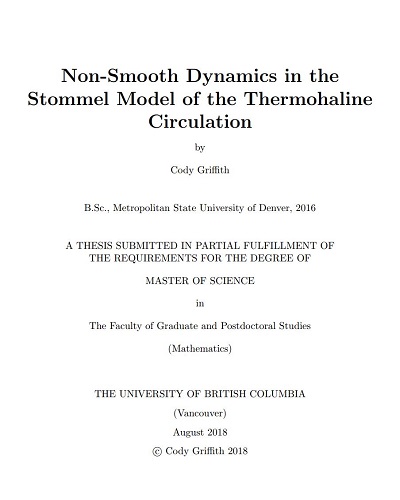 Non-Smooth Dynamics in the
Stommel Model of the Thermohaline
Circulation
by
Cody Griffith
B.Sc., Metropolitan State University of Denver, 2016
A THESIS SUBMITTED IN PARTIAL FULFILLMENT OF
THE REQUIREMENTS FOR THE DEGREE OF
MASTER OF SCIENCE
in
The Faculty of Graduate and Postdoctoral Studies
(Mathematics)
THE UNIVERSITY OF BRITISH COLUMBIA
(Vancouver)
August 2018
© Cody Griffith 2018